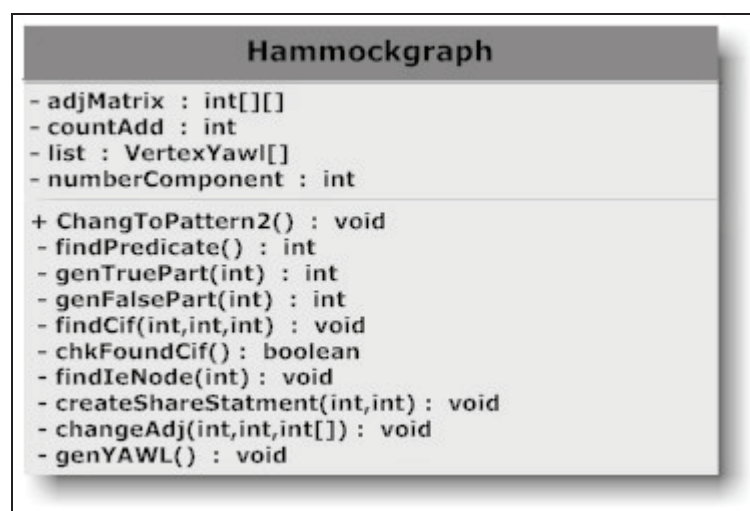 Hammockgraph
- adjMatrix : int[][]
- countAdd : int
- list : VertexYawl[]
- numberComponent : int
+ ChangToPattern2() : void
- findPredicate() : int
- genTruePart(int) : int
- genFalsePart(int) : int
- findCif(int,int,int) : void
- chkFoundCif() : boolean
- findIeNode(int) : void
- createShareStatment(int,int) : void
- changeAdj(int,int,int[]) : void
- genYAWL() : void